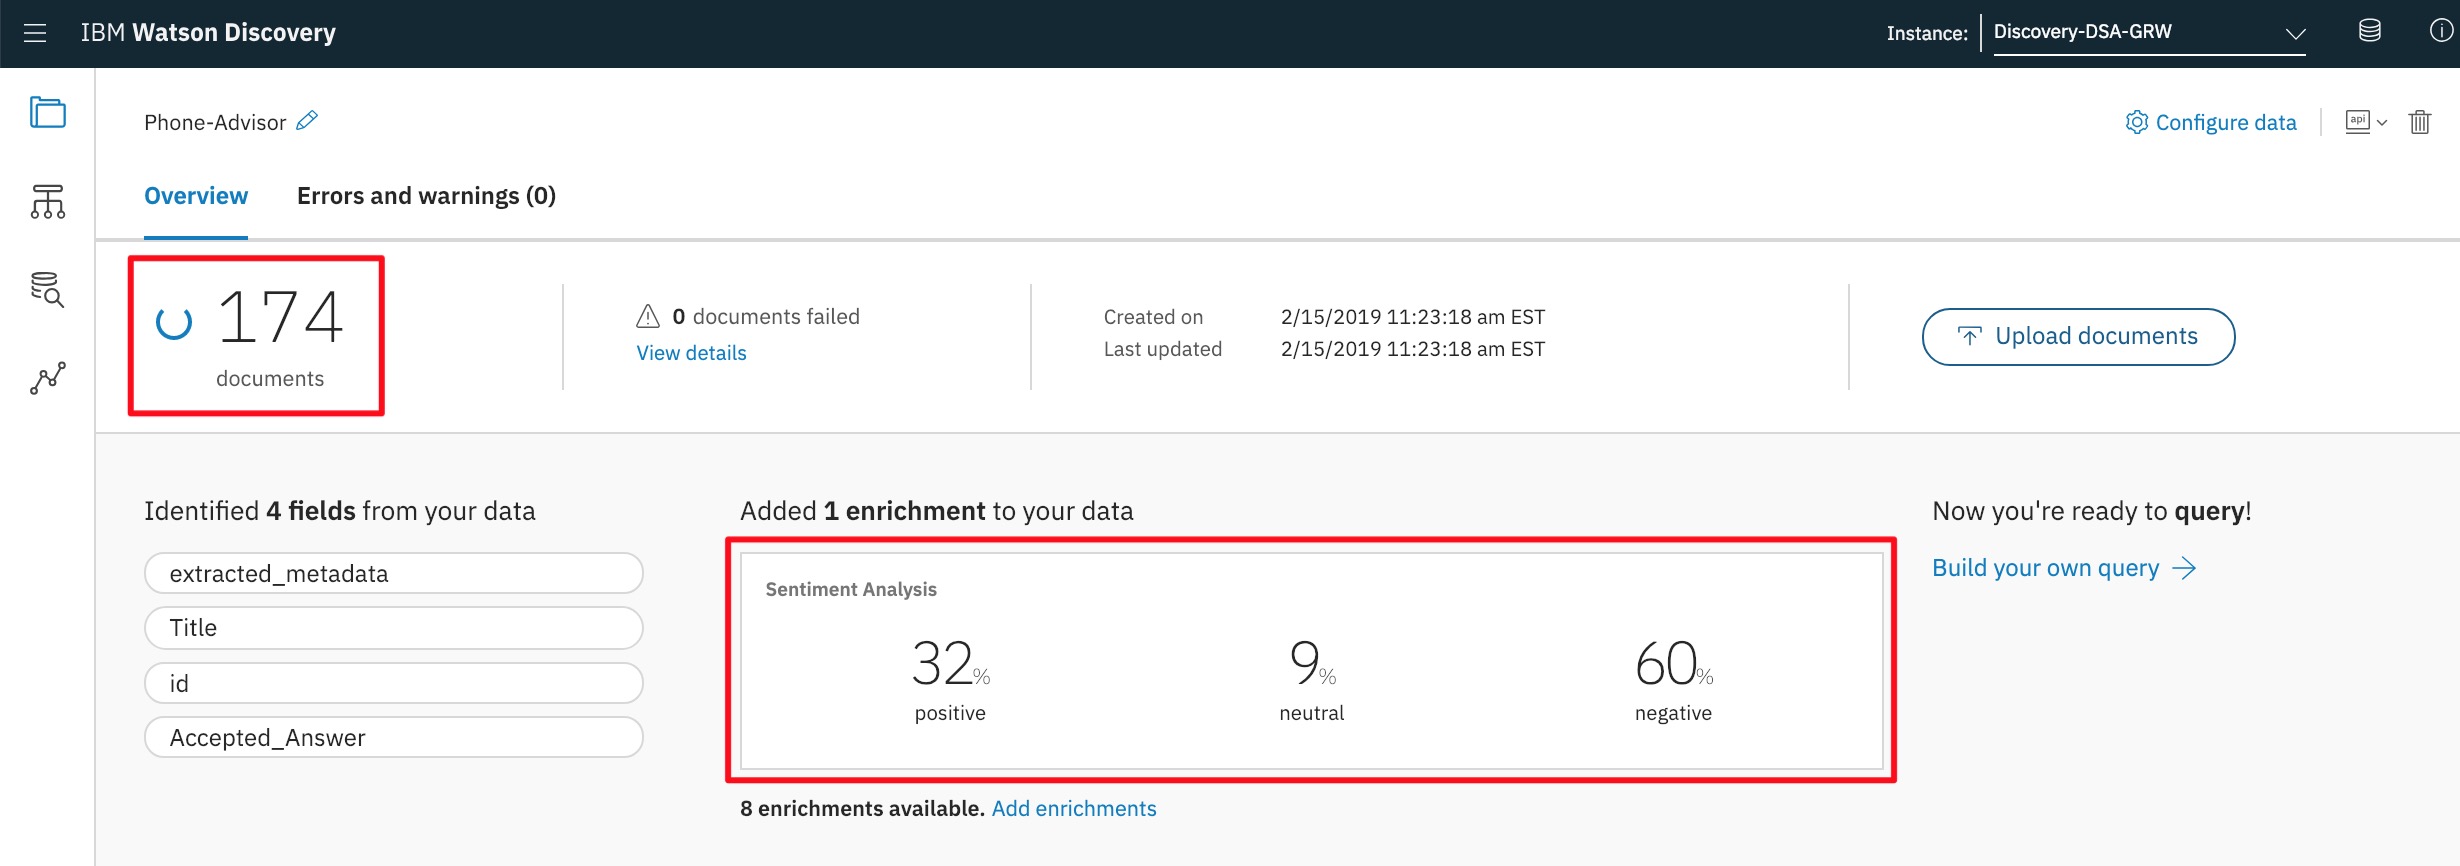 IBM Watson Discovery
Instance: Discovery-DSA-GRW
Phone-Advisor
Configure data
api
Overview
Errors and warnings (0)
174
documents
0 documents failed
View details
Created on 2/15/2019 11:23:18 am EST
Last updated 2/15/2019 11:23:18 am EST
Upload documents
Identified 4 fields from your data
extracted_metadata
Title
id
Accepted_Answer
Added 1 enrichment to your data
Sentiment Analysis
32% 9% 60%
positive neutral negative
8 enrichments available. Add enrichments
Now you're ready to query!
Build your own query